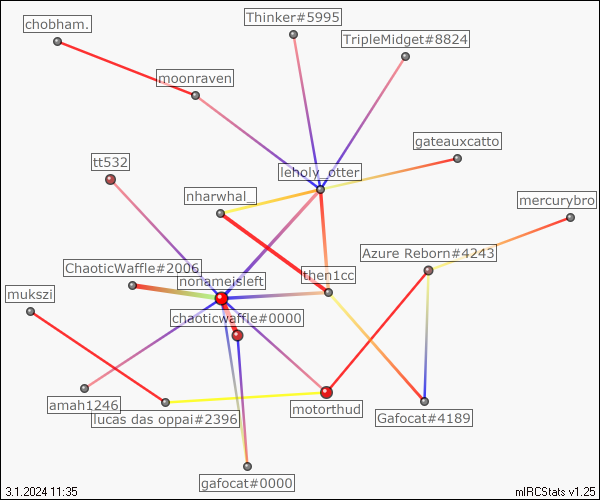 Thinker#5995
chobham.
TripleMidget#8824
moonraven
gateauxcatto
tt532
leholy_otter
nharwhal_
mercurybro
Azure Reborn#4243
ChaoticWaffle#2006
then1cc
nonameisleft
mukszi
chaoticwaffle#0000
amah1246
motorthud
lucas das oppai#2396
Gafocat#4189
gafocat#0000
3.1.2024 11:35
mIRCStats v1.25